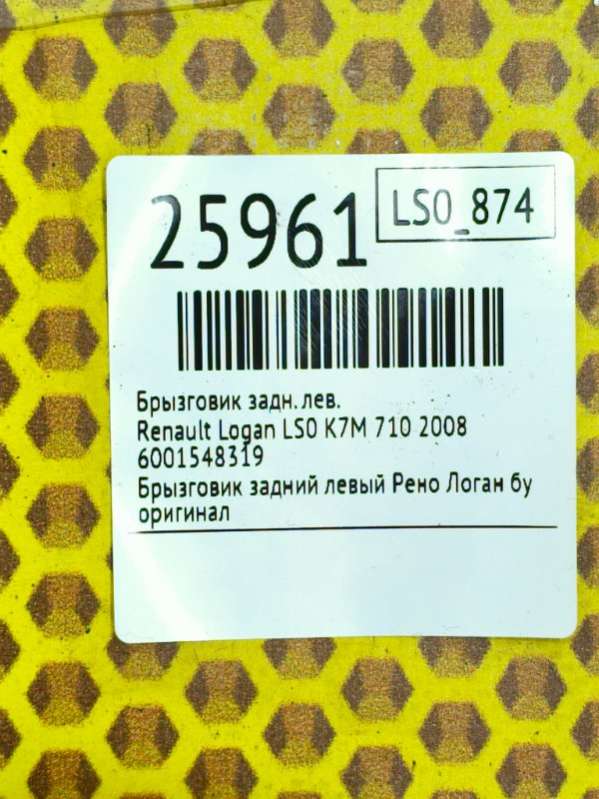 25961
LS0_874
Брызговик задн. лев.
Renault Logan LS0 K7M 710 2008
6001548319
Брызговик задний левый Рено Логан бу
оригинал